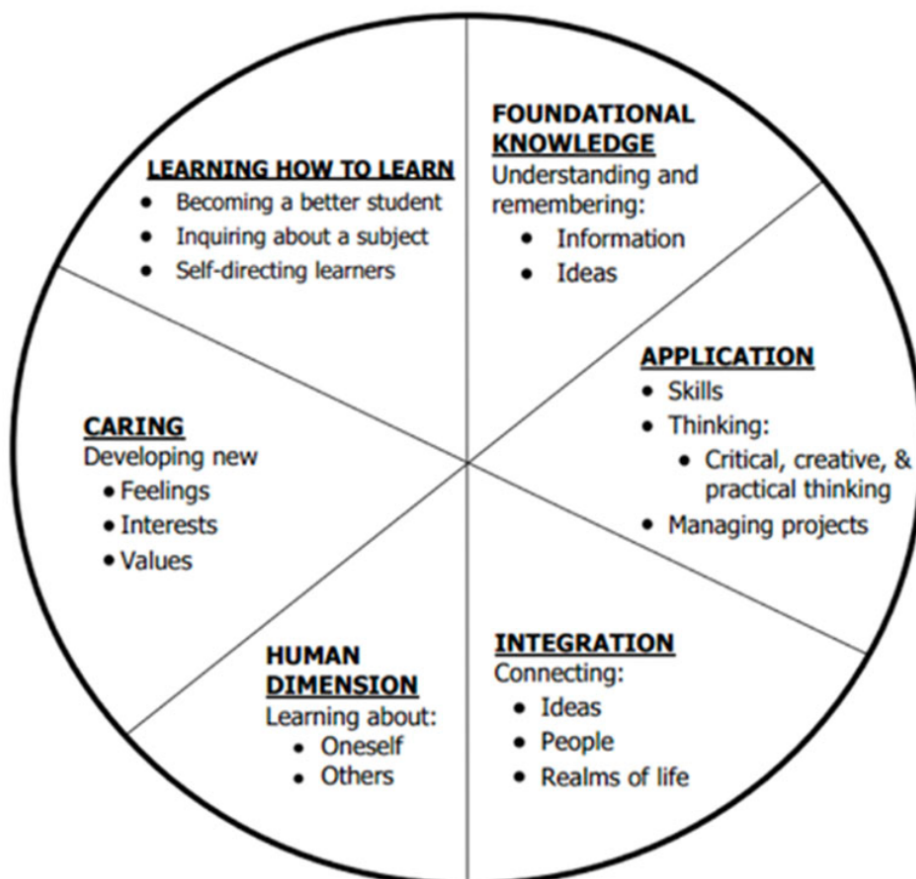 FOUNDATIONAL
KNOWLEDGE
Understanding and
remembering:
• Information
• Ideas
APPLICATION
• Skills
• Thinking:
• Critical, creative, &
practical thinking
• Managing projects
INTEGRATION
Connecting:
• Ideas
• People
• Realms of life
HUMAN
DIMENSION
Learning about:
• Oneself
• Others
CARING
Developing new
• Feelings
• Interests
• Values
LEARNING HOW TO LEARN
• Becoming a better student
• Inquiring about a subject
• Self-directing learners